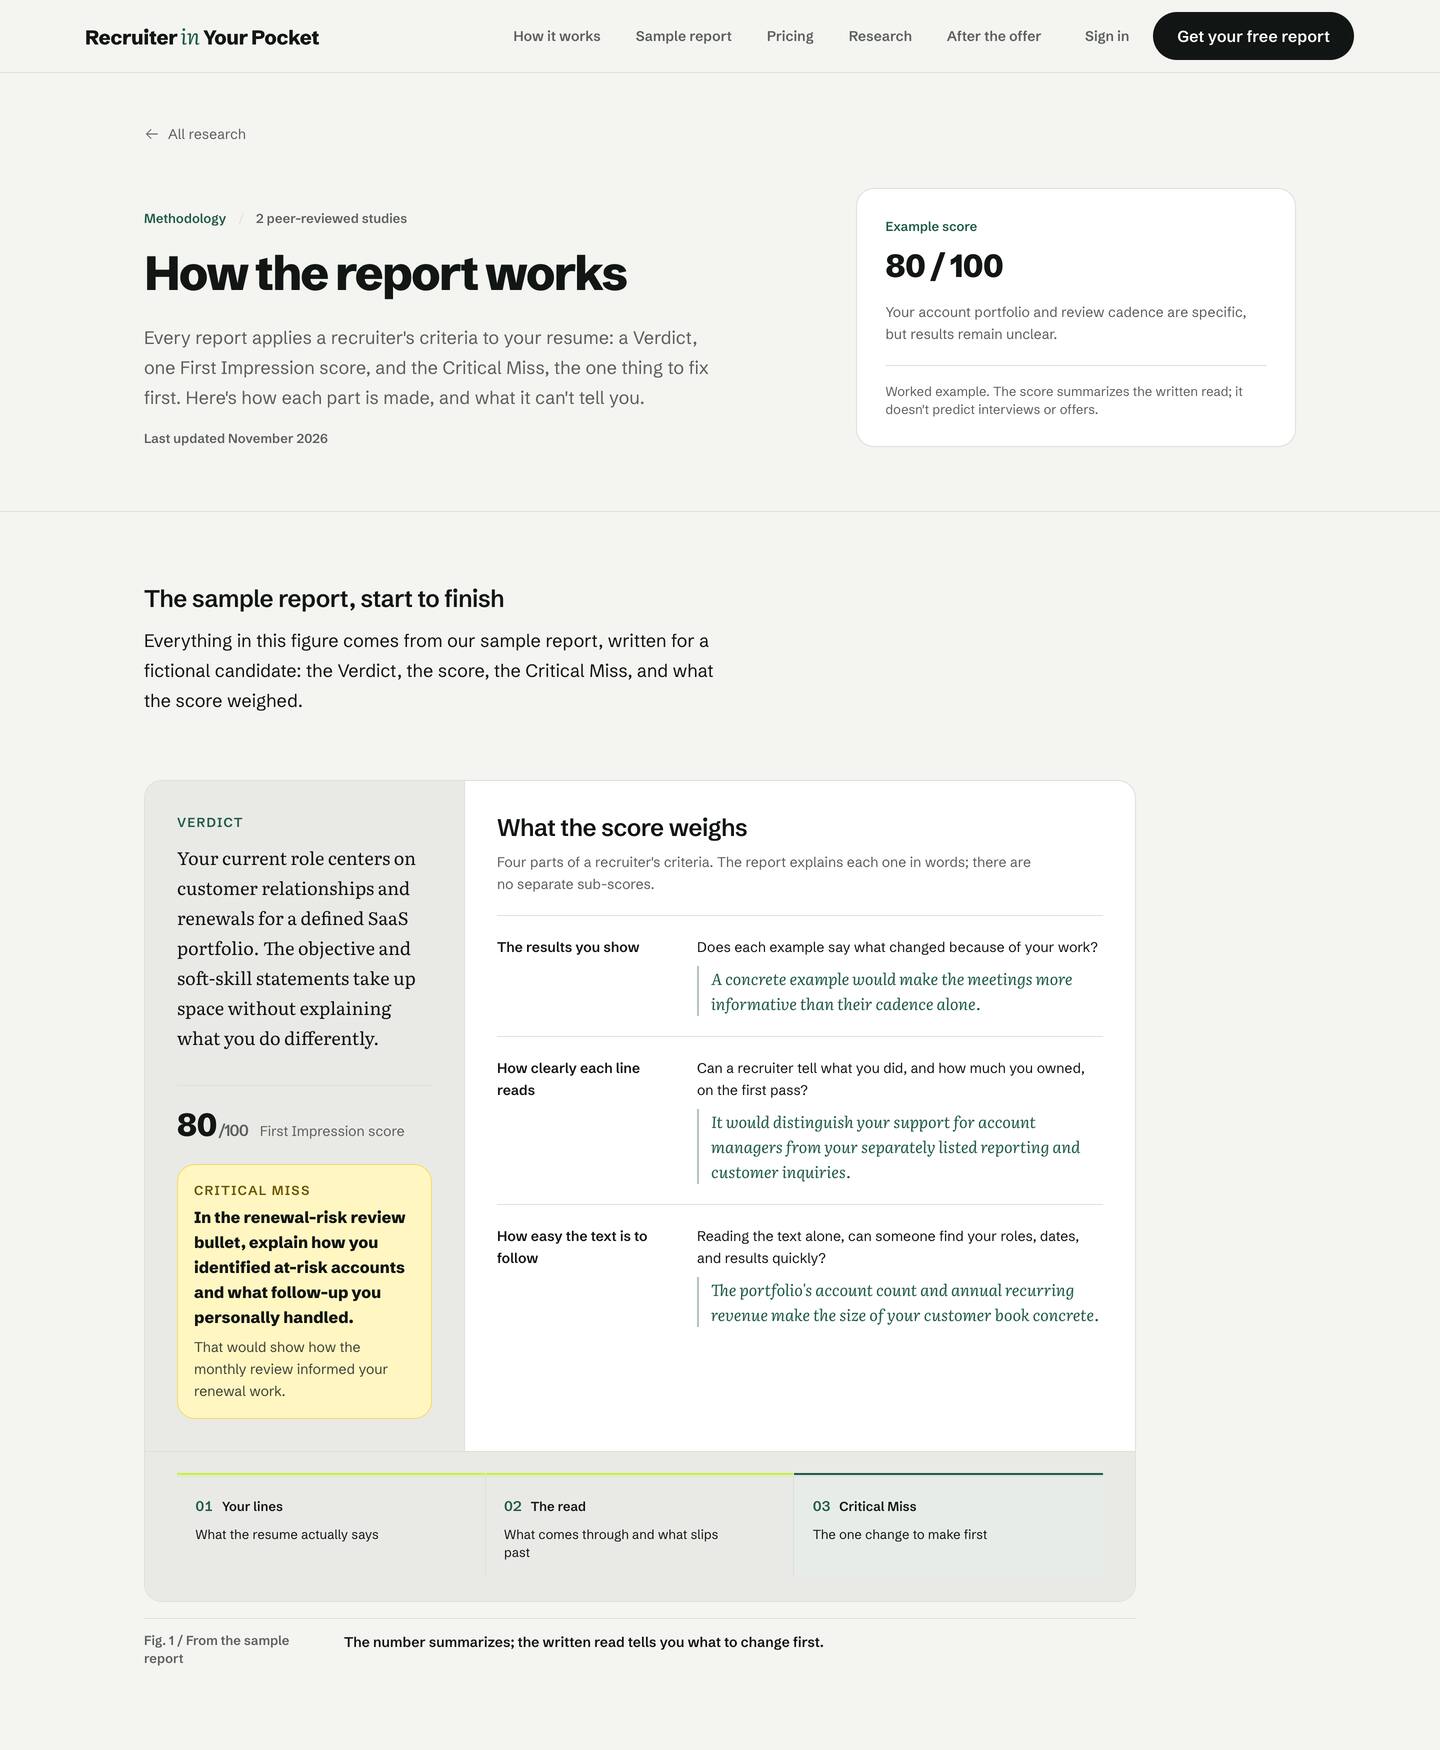 Recruiter in Your Pocket
How it works
Sample report
Pricing
Research
After the offer
Sign in
Get your free report
← All research
Methodology / 2 peer-reviewed studies
How the report works
Every report applies a recruiter's criteria to your resume: a Verdict,
one First Impression score, and the Critical Miss, the one thing to fix
first. Here's how each part is made, and what it can't tell you.
Last updated November 2026
Example score
80 / 100
Your account portfolio and review cadence are specific,
but results remain unclear.
Worked example. The score summarizes the written read; it
doesn't predict interviews or offers.
The sample report, start to finish
Everything in this figure comes from our sample report, written for a
fictional candidate: the Verdict, the score, the Critical Miss, and what
the score weighed.
VERDICT
Your current role centers on
customer relationships and
renewals for a defined SaaS
portfolio. The objective and
soft-skill statements take up
space without explaining
what you do differently.
80/100 First Impression score
CRITICAL MISS
In the renewal-risk review
bullet, explain how you
identified at-risk accounts
and what follow-up you
personally handled.
That would show how the
monthly review informed your
renewal work.
What the score weighs
Four parts of a recruiter's criteria. The report explains each one in words; there are
no separate sub-scores.
The results you show
Does each example say what changed because of your work?
A concrete example would make the meetings more
informative than their cadence alone.
How clearly each line
reads
Can a recruiter tell what you did, and how much you owned,
on the first pass?
It would distinguish your support for account
managers from your separately listed reporting and
customer inquiries.
How easy the text is to
follow
Reading the text alone, can someone find your roles, dates,
and results quickly?
The portfolio's account count and annual recurring
revenue make the size of your customer book concrete.
01 Your lines
What the resume actually says
02 The read
What comes through and what slips
past
03 Critical Miss
The one change to make first
Fig. 1 / From the sample
report
The number summarizes; the written read tells you what to change first.